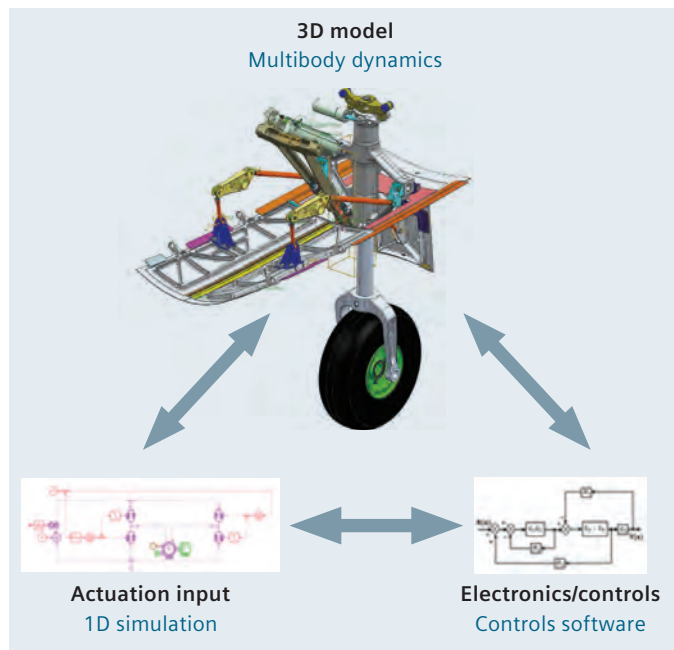 3D model
Multibody dynamics
Actuation input
1D simulation
Electronics/controls
Controls software